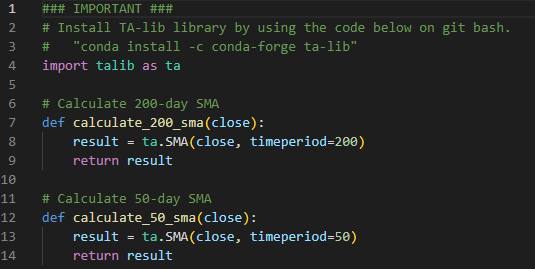 1 ### IMPORTANT ###
2 # Install TA-lib library by using the code below on git bash.
3 #   "conda install -c conda-forge ta-lib"
4 import talib as ta
5
6 # Calculate 200-day SMA
7 def calculate_200_sma(close):
8     result = ta.SMA(close, timeperiod=200)
9     return result
10
11 # Calculate 50-day SMA
12 def calculate_50_sma(close):
13     result = ta.SMA(close, timeperiod=50)
14     return result